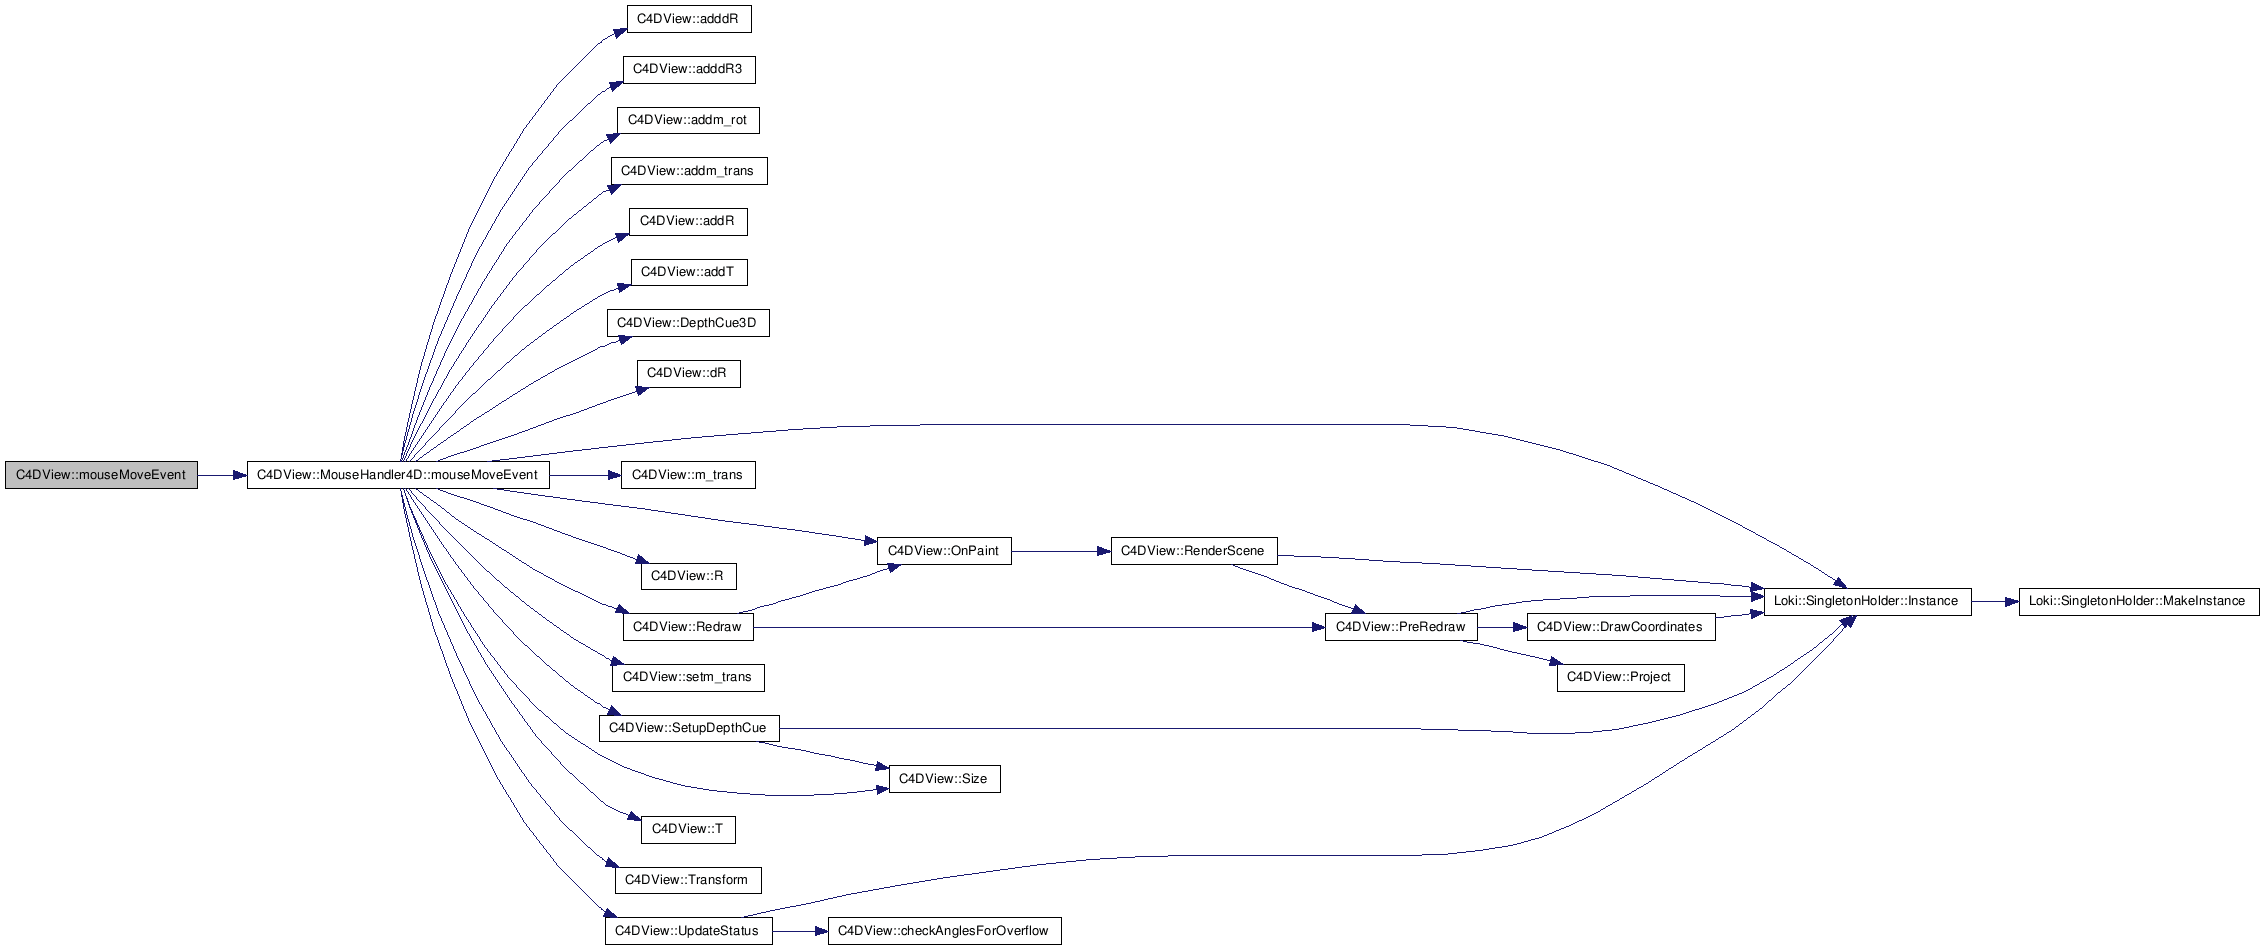 C4DView::adddR
C4DView::adddR3
C4DView::addm_rot
C4DView::addm_trans
C4DView::addR
C4DView::addT
C4DView::DepthCue3D
C4DView::dR
C4DView::mouseMoveEvent
C4DView::MouseHandler4D::mouseMoveEvent
C4DView::m_trans
C4DView::OnPaint
C4DView::RenderScene
C4DView::R
Loki::SingletonHolder::Instance
Loki::SingletonHolder::MakeInstance
C4DView::Redraw
C4DView::PreRedraw
C4DView::DrawCoordinates
C4DView::setm_trans
C4DView::Project
C4DView::SetupDepthCue
C4DView::Size
C4DView::T
C4DView::Transform
C4DView::UpdateStatus
C4DView::checkAnglesForOverflow